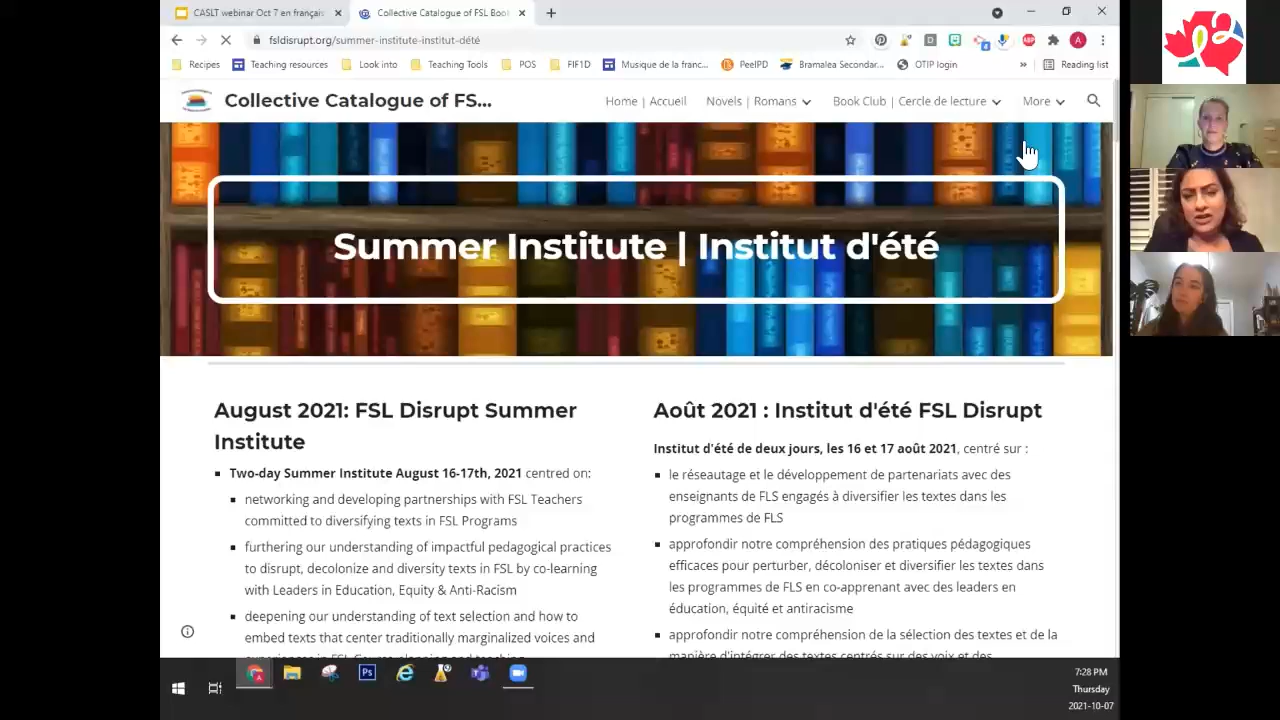 CASLT webinar Oct 7 en françai
Collective Catalogue of FSL Boo
fsldisrupt.org/summer-institute-institut-dété
Recipes
Teaching resources
Look into
Teaching Tools
POS
FIF1D
Musique de la franc...
PeelPD
Bramalea Secondar...
OTIP login
Reading list
Collective Catalogue of FS...
Home | Accueil
Novels | Romans
Book Club | Cercle de lecture
More
Summer Institute | Institut d'été
August 2021: FSL Disrupt Summer
Institute
Two-day Summer Institute August 16-17th, 2021 centred on:
networking and developing partnerships with FSL Teachers
committed to diversifying texts in FSL Programs
furthering our understanding of impactful pedagogical practices
to disrupt, decolonize and diversity texts in FSL by co-learning
with Leaders in Education, Equity & Anti-Racism
deepening our understanding of text selection and how to
embed texts that center traditionally marginalized voices and
Août 2021 : Institut d'été FSL Disrupt
Institut d'été de deux jours, les 16 et 17 août 2021, centré sur :
le réseautage et le développement de partenariats avec des
enseignants de FLS engagés à diversifier les textes dans les
programmes de FLS
approfondir notre compréhension des pratiques pédagogiques
efficaces pour perturber, décoloniser et diversifier les textes dans
les programmes de FLS en co-apprenant avec des leaders en
éducation, équité et antiracisme
approfondir notre compréhension de la sélection des textes et de la
manière d'intégrer des textes centrés sur des voix et des
7:28 PM
Thursday
2021-10-07